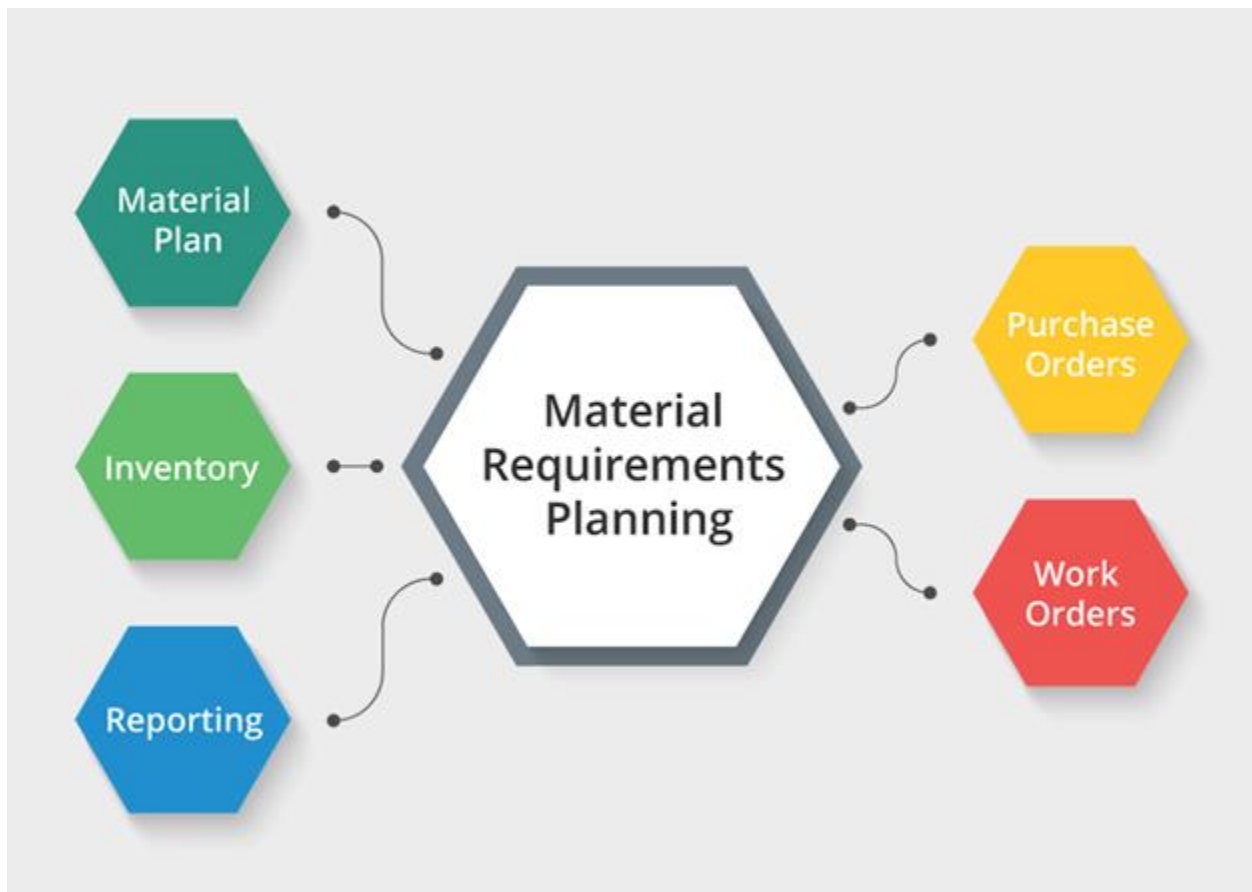 Material
Plan
Inventory
Reporting
Material
Requirements
Planning
Purchase
Orders
Work
Orders